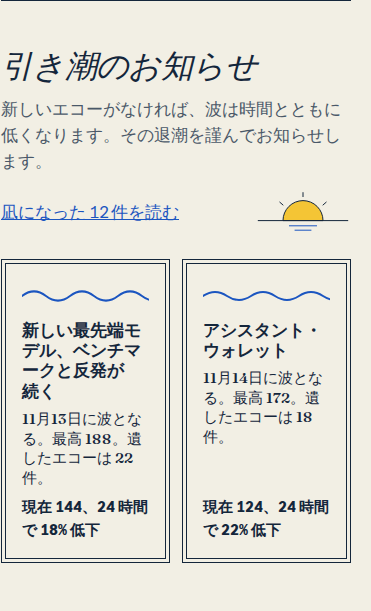 引き潮のお知らせ
新しいエコーがなければ、波は時間とともに
低くなります。その退潮を謹んでお知らせし
ます。
凪になった 12 件を読む
新しい最先端モ
デル、ベンチマ
ークと反発が
続く
11月13日に波とな
る。最高 188。遺
したエコーは 22
件。
現在 144、24 時間
で 18% 低下
アシスタント・
ウォレット
11月14日に波とな
る。最高 172。遺
したエコーは 18
件。
現在 124、24 時間
で 22% 低下